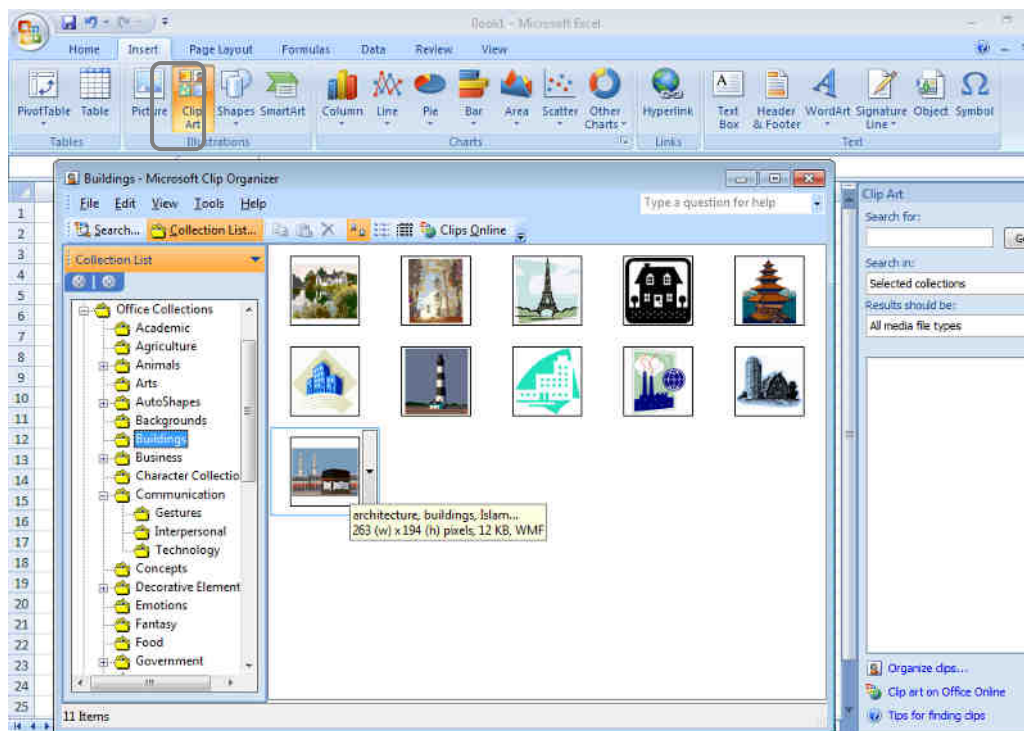 Book1 - Microsoft Excel
Home Insert Page Layout Formulas Data Review View
PivotTable Table Picture Clip Art Shapes SmartArt Column Line Pie Bar Area Scatter Other Charts Hyperlink Text Box Header & Footer WordArt Signature Line Object Symbol
Tables Illustrations Charts Links Text
Buildings - Microsoft Clip Organizer
File Edit View Tools Help
Type a question for help
Search... Collection List... Clips Online
Collection List
Office Collections
Academic
Agriculture
Animals
Arts
AutoShapes
Backgrounds
Buildings
Business
Character Collectio
Communication
Gestures
Interpersonal
Technology
Concepts
Decorative Element
Emotions
Fantasy
Food
Government
architecture, buildings, Islam...
263 (w) x 194 (h) pixels, 12 KB, WMF
11 Items
1
2
3
4
5
6
7
8
9
10
11
12
13
14
15
16
17
18
19
20
21
22
23
24
25
Clip Art
Search for:
Search in:
Selected collections
Results should be:
All media file types
Organize clips...
Clip art on Office Online
Tips for finding clips